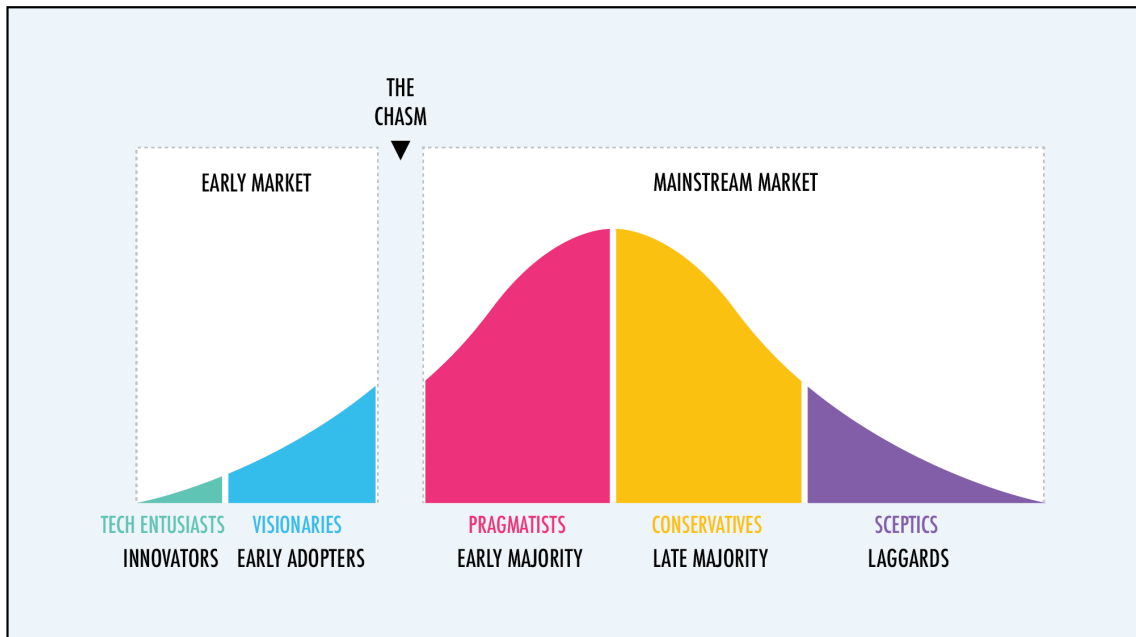 THE
CHASM
EARLY MARKET
MAINSTREAM MARKET
TECH ENTUSIASTS
VISIONARIES
PRAGMATISTS
CONSERVATIVES
SCEPTICS
INNOVATORS
EARLY ADOPTERS
EARLY MAJORITY
LATE MAJORITY
LAGGARDS